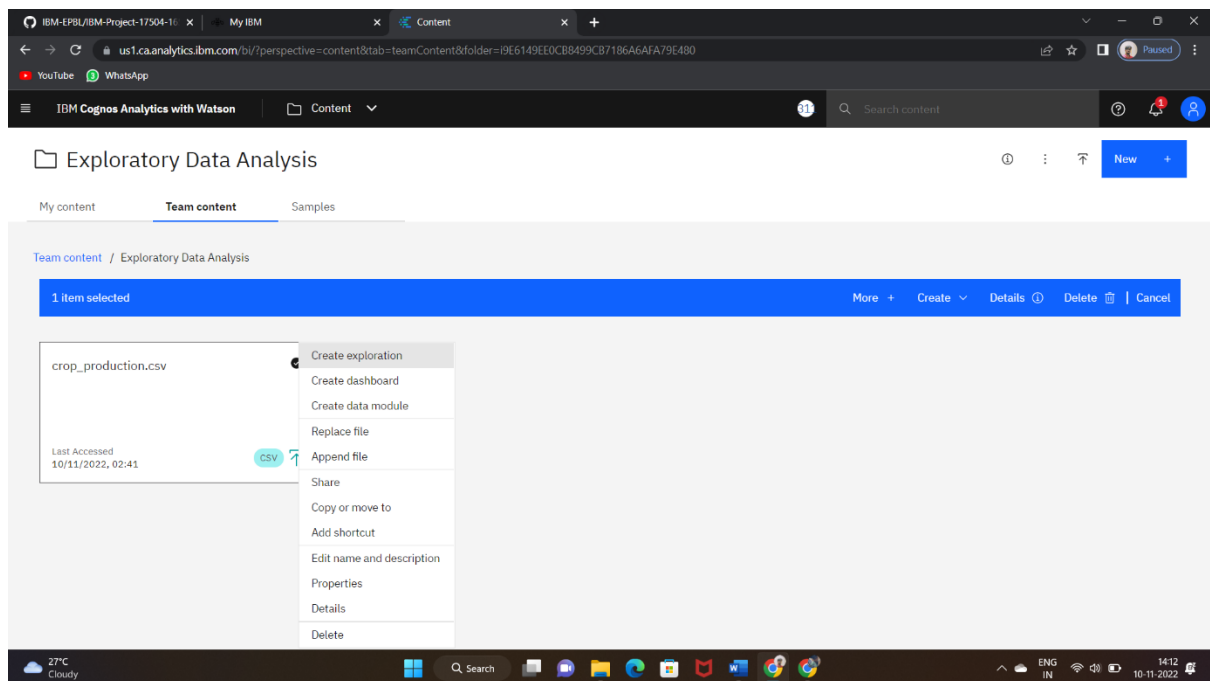 IBM-EPBL/IBM-Project-17504-16
My IBM
Content
us1.ca.analytics.ibm.com/bi/?perspective=content&tab=teamContent&folder=i9E6149EE0CB8499CB7186A6AFA79E480
Paused
YouTube
WhatsApp
IBM Cognos Analytics with Watson
Content
Search content
1
Exploratory Data Analysis
New +
My content
Team content
Samples
Team content / Exploratory Data Analysis
1 item selected
More +
Create
Details
Delete
Cancel
crop_production.csv
Last Accessed
10/11/2022, 02:41
CSV
Create exploration
Create dashboard
Create data module
Replace file
Append file
Share
Copy or move to
Add shortcut
Edit name and description
Properties
Details
Delete
27°C
Cloudy
Search
ENG
IN
14:12
10-11-2022